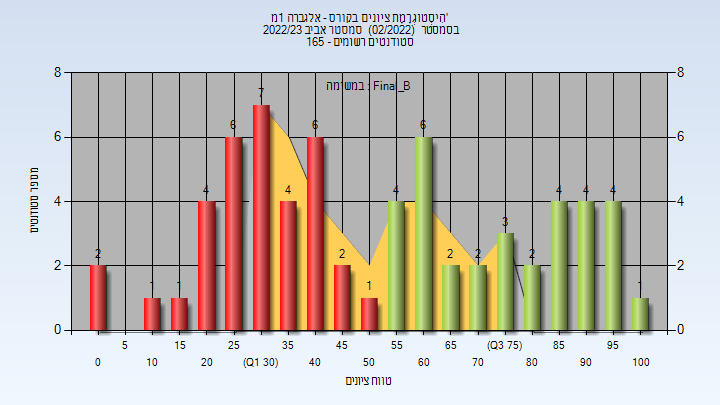 היסטוגרמת ציונים בקורס - אלגברה 1מ'
בסמסטר (02/2022) סמסטר אביב 2022/23
סטודנטים רשומים - 165
במשימה : Final_B
מספר סטודנטים
8 8
6 6
4 4
2 2
0 0
2 1 1 4 6 7 4 6 2 1 4 6 2 2 3 2 4 4 4 1
5 15 25 35 45 55 65 (Q3 75) 85 95
0 10 20 (Q1 30) 40 50 60 70 80 90 100
טווח ציונים